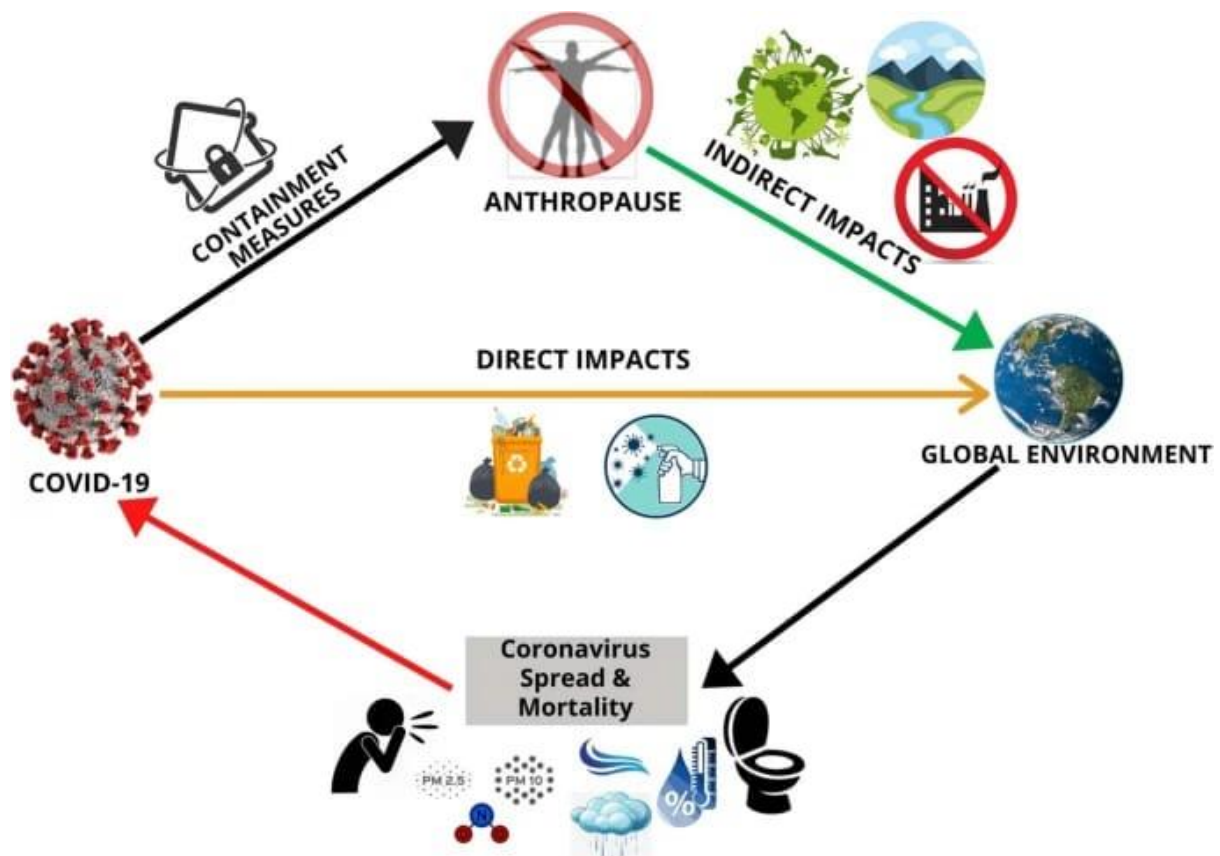 ANTHROPAUSE
CONTAINMENT
MEASURES
INDIRECT IMPACTS
DIRECT IMPACTS
COVID-19
GLOBAL ENVIRONMENT
Coronavirus
Spread &
Mortality
PM 2.5
PM 10
N
%